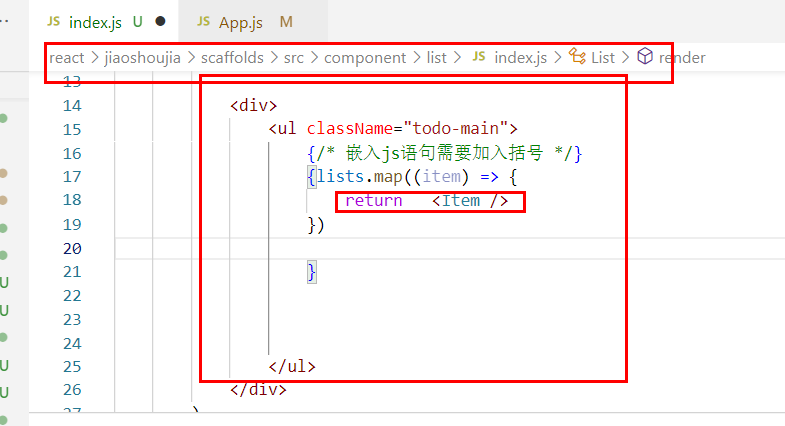 JS index.js U ● JS App.js M
react > jiaoshoujia > scaffolds > src > component > list > JS index.js > List > render
13
14 <div>
15 <ul className="todo-main">
16 {/* 嵌入js语句需要加入括号 */}
17 {lists.map((item) => {
18 return <Item />
19 })
20
21 }
22
23
24
25 </ul>
26 </div>
27 )
U
U
U
U